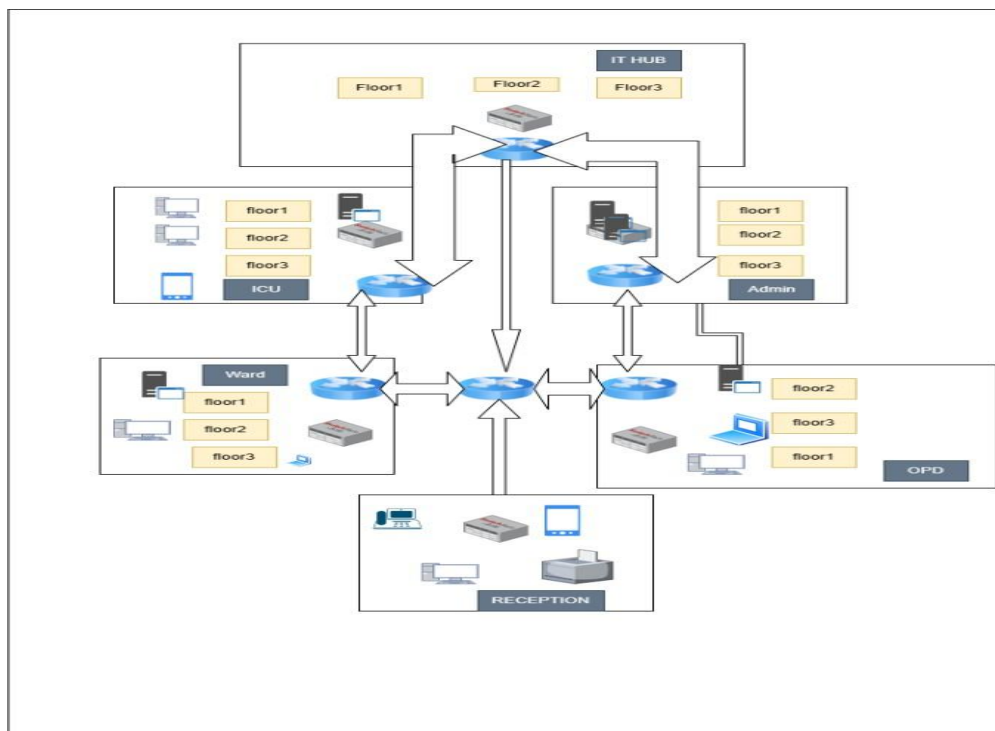 IT HUB
Floor1
Floor2
Floor3
floor1
floor2
floor3
ICU
floor1
floor2
floor3
Admin
Ward
floor1
floor2
floor3
floor2
floor3
floor1
OPD
RECEPTION